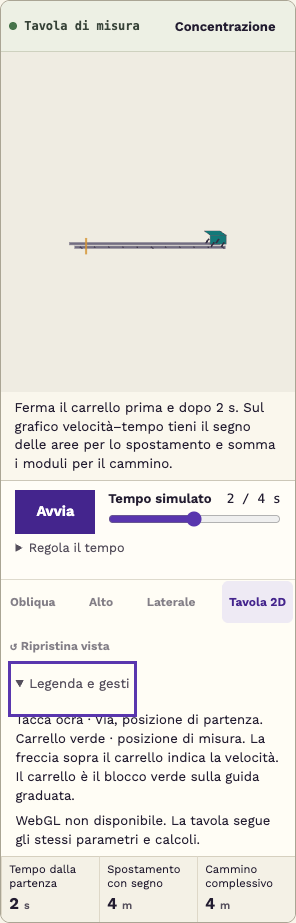 Tavola di misura
Concentrazione
Ferma il carrello prima e dopo 2 s. Sul
grafico velocità–tempo tieni il segno
delle aree per lo spostamento e somma
i moduli per il cammino.
Avvia
Tempo simulato 2 / 4 s
▶ Regola il tempo
Obliqua Alto Laterale Tavola 2D
↺ Ripristina vista
▼ Legenda e gesti
Tacca ocra · via, posizione di partenza.
Carrello verde · posizione di misura. La
freccia sopra il carrello indica la velocità.
Il carrello è il blocco verde sulla guida
graduata.
WebGL non disponibile. La tavola segue
gli stessi parametri e calcoli.
Tempo dalla
partenza
2 s
Spostamento
con segno
4 m
Cammino
complessivo
4 m